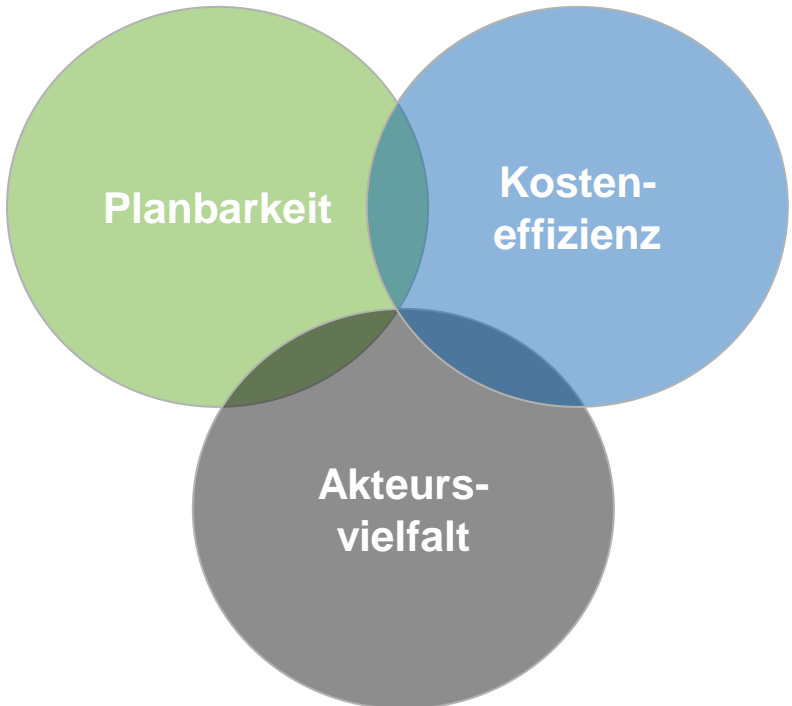 Planbarkeit
Kosten-
effizienz
Akteurs-
vielfalt